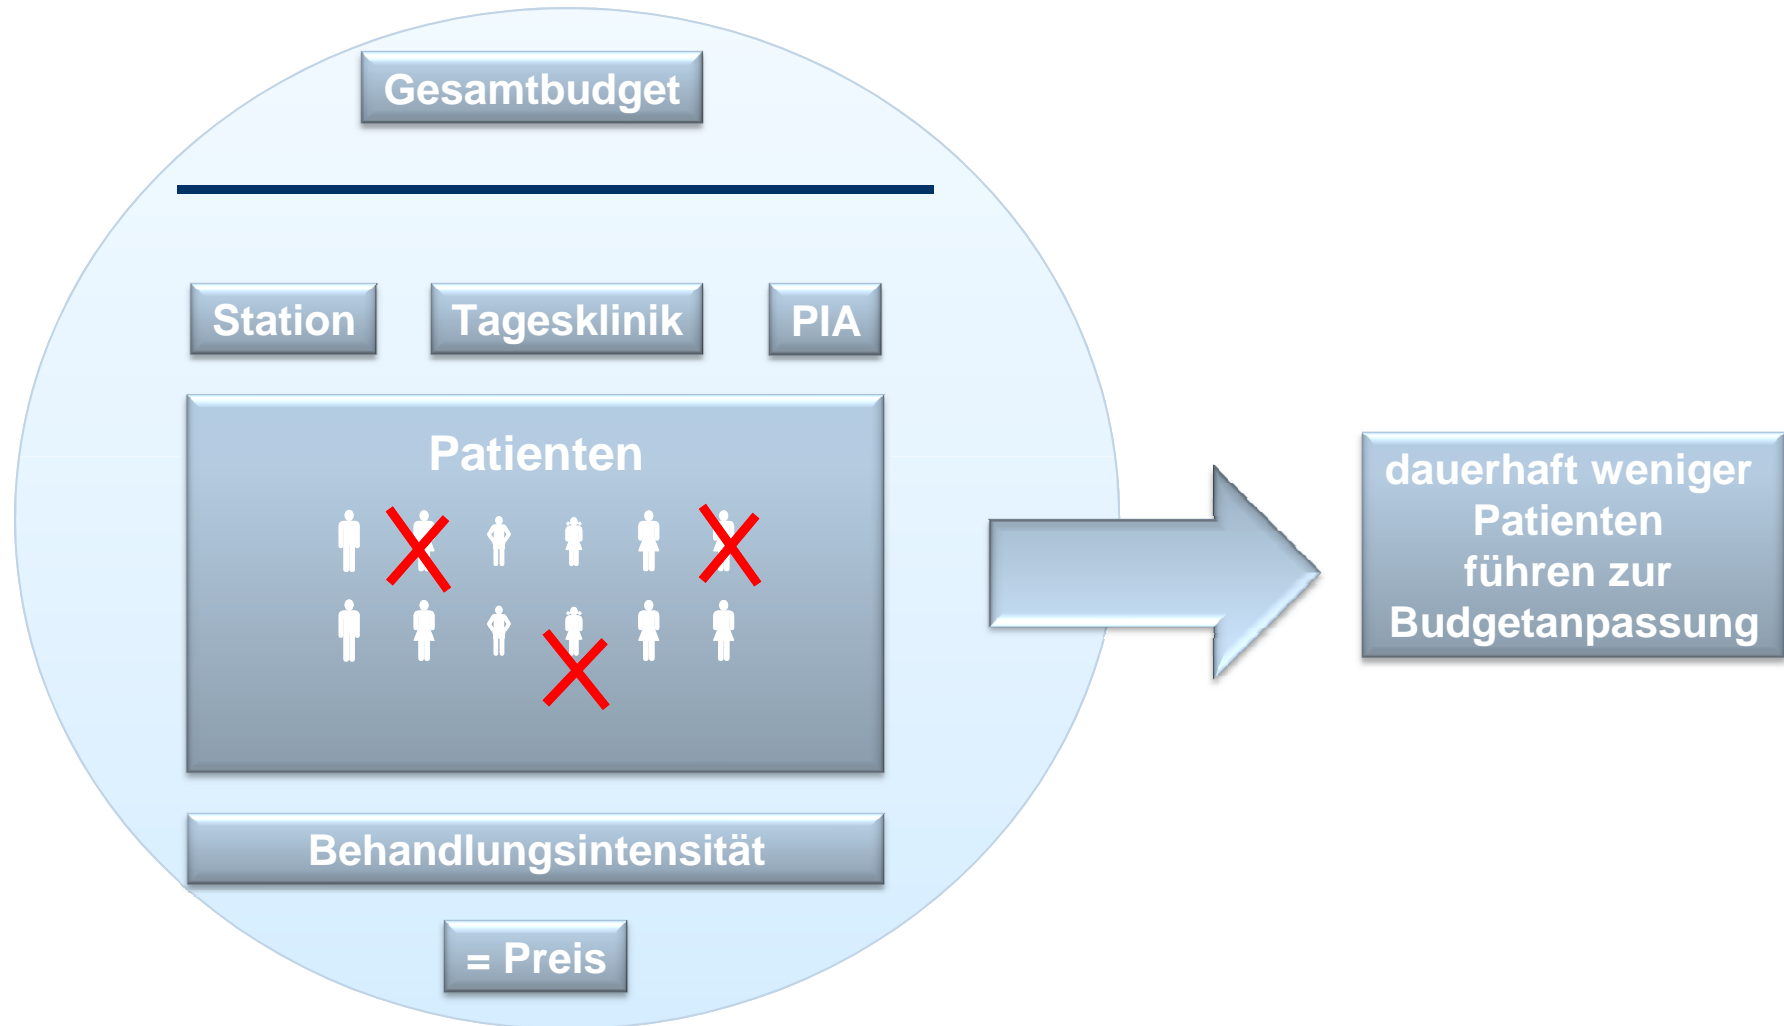 Gesamtbudget
Station
Tagesklinik
PIA
Patienten
Behandlungsintensität
= Preis
dauerhaft weniger
Patienten
führen zur
Budgetanpassung